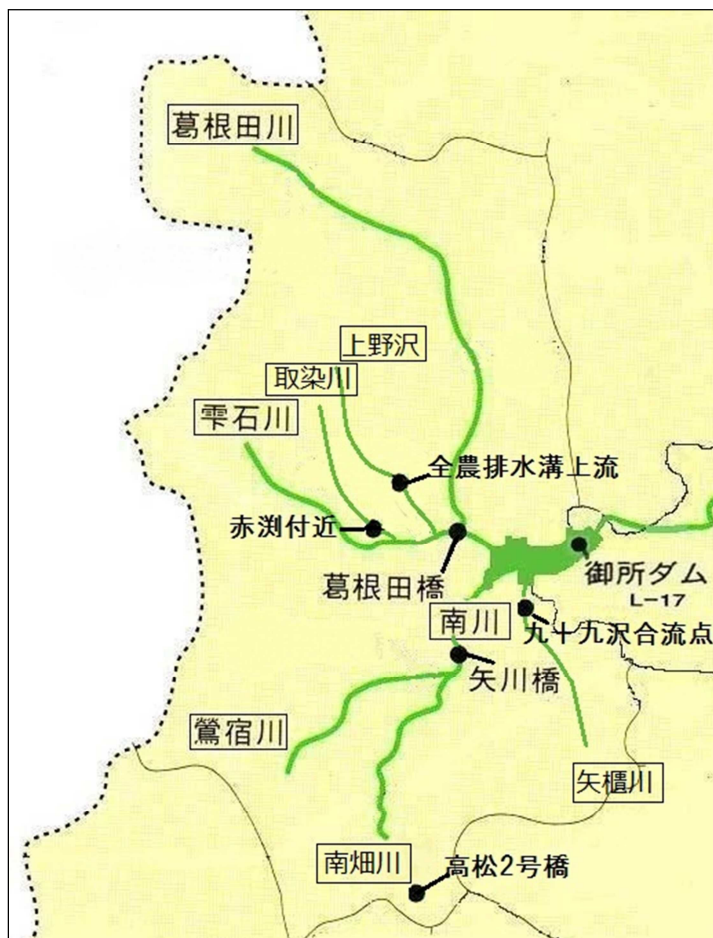 葛根田川
上野沢
取染川
雫石川
全農排水溝上流
赤渕付近
葛根田橋
御所ダム
L-17
南川
九十九沢合流点
矢川橋
鶯宿川
矢櫃川
南畑川
高松2号橋